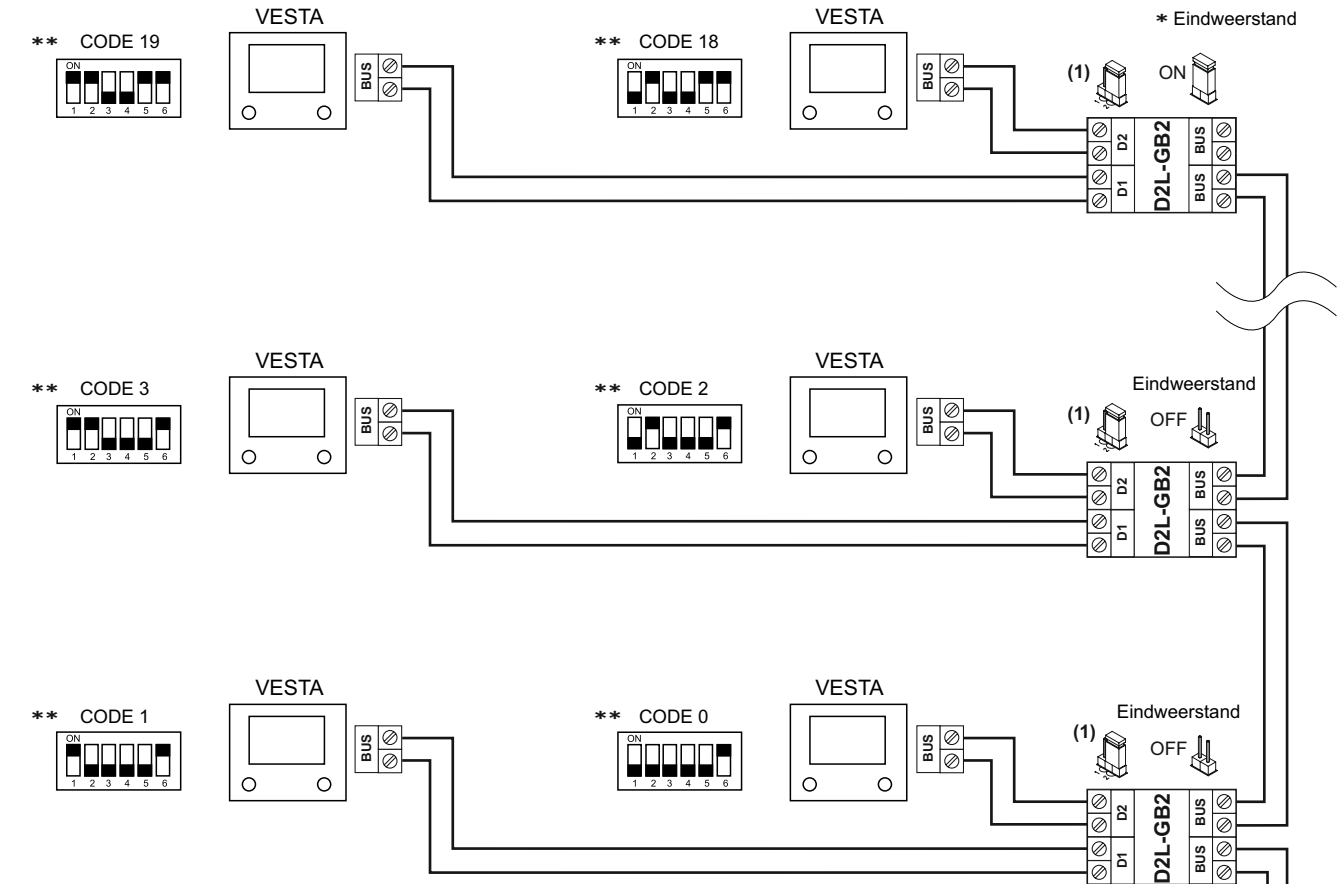 VESTA
VESTA
* Eindweerstand
** CODE 19
** CODE 18
ON
1 2 3 4 5 6
BUS
ON
1 2 3 4 5 6
BUS
(1)
ON
D2
D1
D2L-GB2
BUS
BUS
VESTA
VESTA
Eindweerstand
** CODE 3
** CODE 2
ON
1 2 3 4 5 6
BUS
ON
1 2 3 4 5 6
BUS
(1)
OFF
D2
D1
D2L-GB2
BUS
BUS
VESTA
VESTA
Eindweerstand
** CODE 1
** CODE 0
ON
1 2 3 4 5 6
BUS
ON
1 2 3 4 5 6
BUS
(1)
OFF
D2
D1
D2L-GB2
BUS
BUS